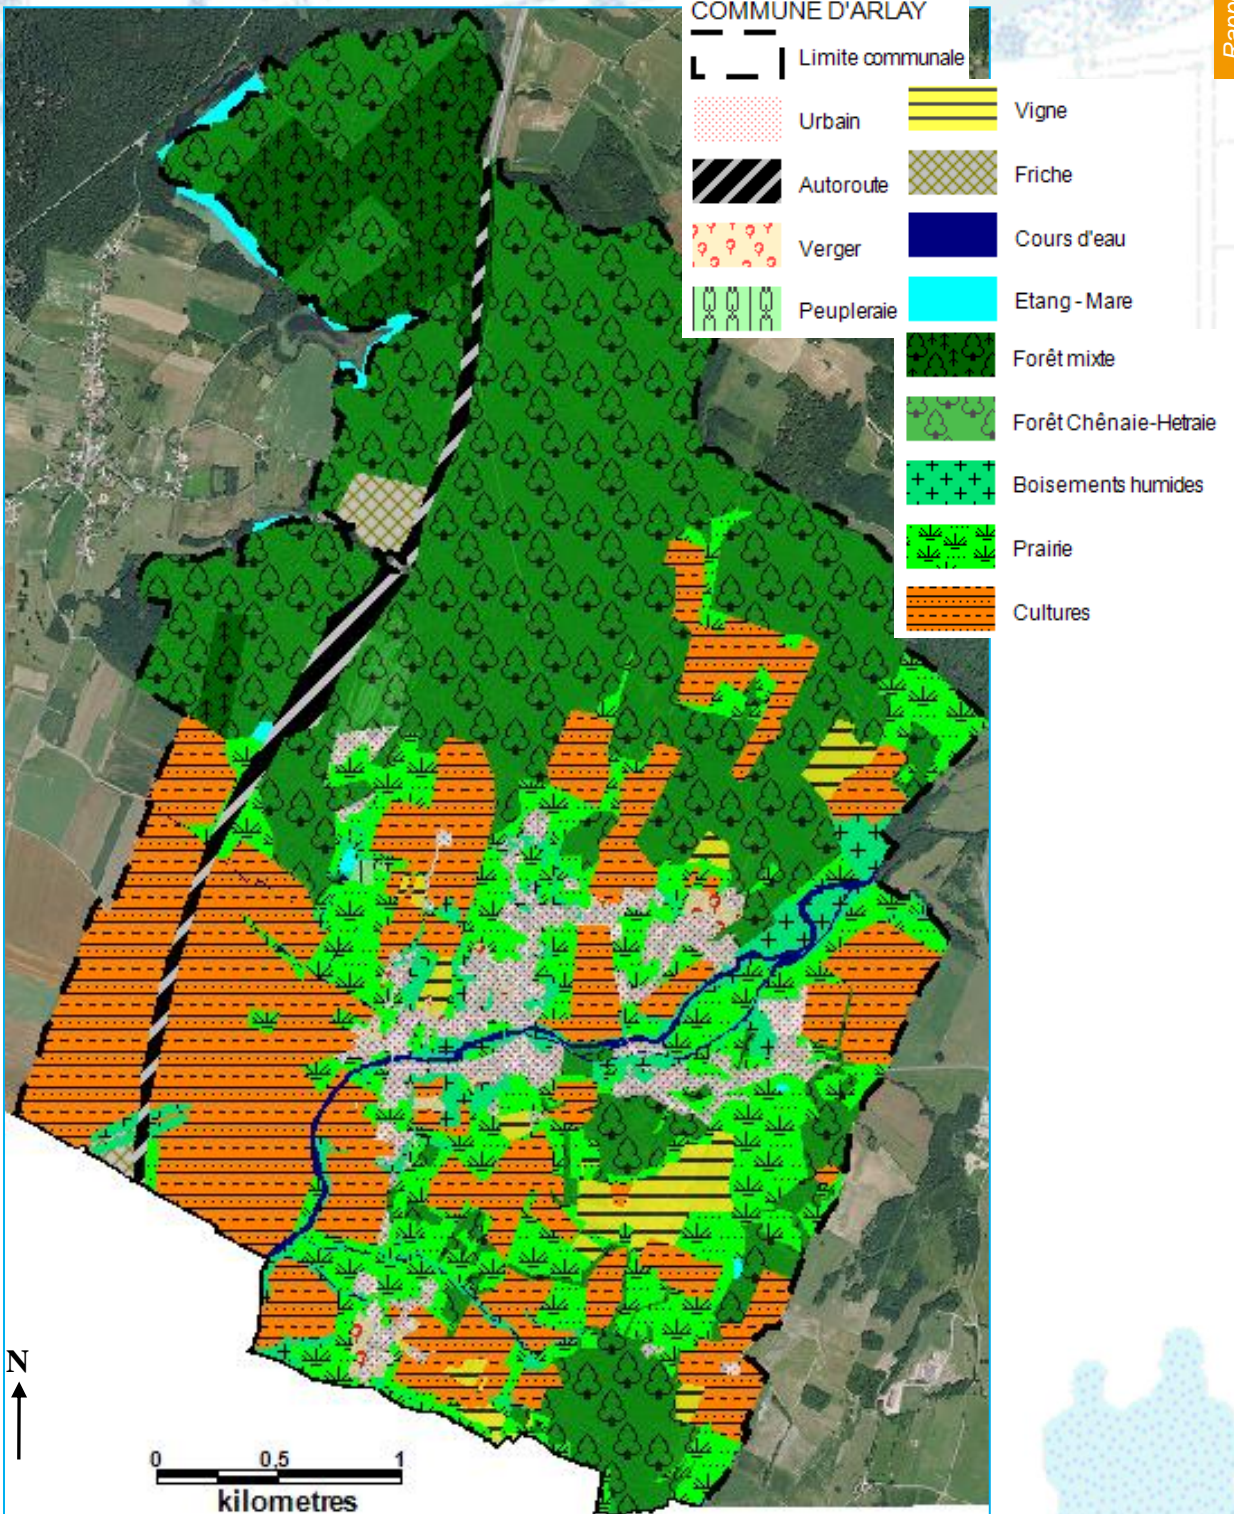 COMMUNE D'ARLAY
Limite communale
Urbain
Autoroute
Verger
Peupleraie
Vigne
Friche
Cours d'eau
Etang - Mare
Forêt mixte
Forêt Chênaie-Hetraie
Boisements humides
Prairie
Cultures
Rapp
N
0 0,5 1
kilometres